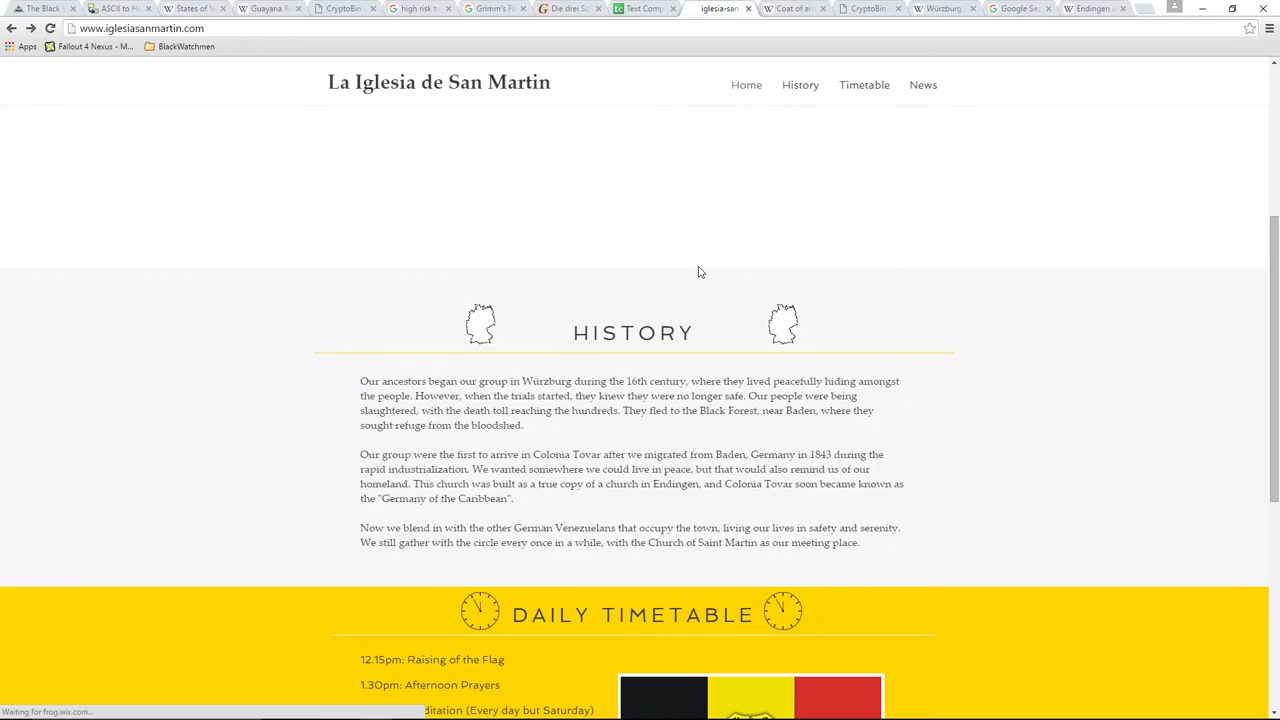 The Black W
ASCII to He
States of V
Guayana Re
CryptoBin
high risk tr
Grimm's Fa
Die drei Sc
Text Comp
iglesia-san
Coat of arm
CryptoBin
Würzburg
Google Sea
Endingen a
www.iglesiasanmartin.com
Apps Fallout 4 Nexus - M... BlackWatchmen
La Iglesia de San Martin
Home History Timetable News
HISTORY
Our ancestors began our group in Würzburg during the 16th century, where they lived peacefully hiding amongst
the people. However, when the trials started, they knew they were no longer safe. Our people were being
slaughtered, with the death toll reaching the hundreds. They fled to the Black Forest, near Baden, where they
sought refuge from the bloodshed.
Our group were the first to arrive in Colonia Tovar after we migrated from Baden, Germany in 1843 during the
rapid industrialization. We wanted somewhere we could live in peace, but that would also remind us of our
homeland. This church was built as a true copy of a church in Endingen, and Colonia Tovar soon became known as
the "Germany of the Caribbean".
Now we blend in with the other German Venezuelans that occupy the town, living our lives in safety and serenity.
We still gather with the circle every once in a while, with the Church of Saint Martin as our meeting place.
DAILY TIMETABLE
12.15pm: Raising of the Flag
1.30pm: Afternoon Prayers
ditation (Every day but Saturday)
Waiting for frog.wix.com...